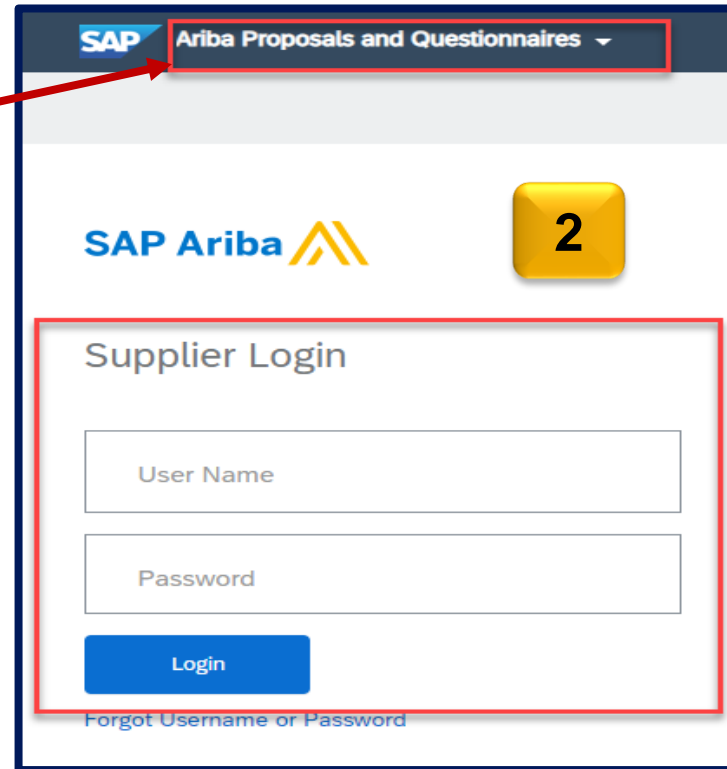 SAP Ariba Proposals and Questionnaires
SAP Ariba
2
Supplier Login
User Name
Password
Login
Forgot Username or Password